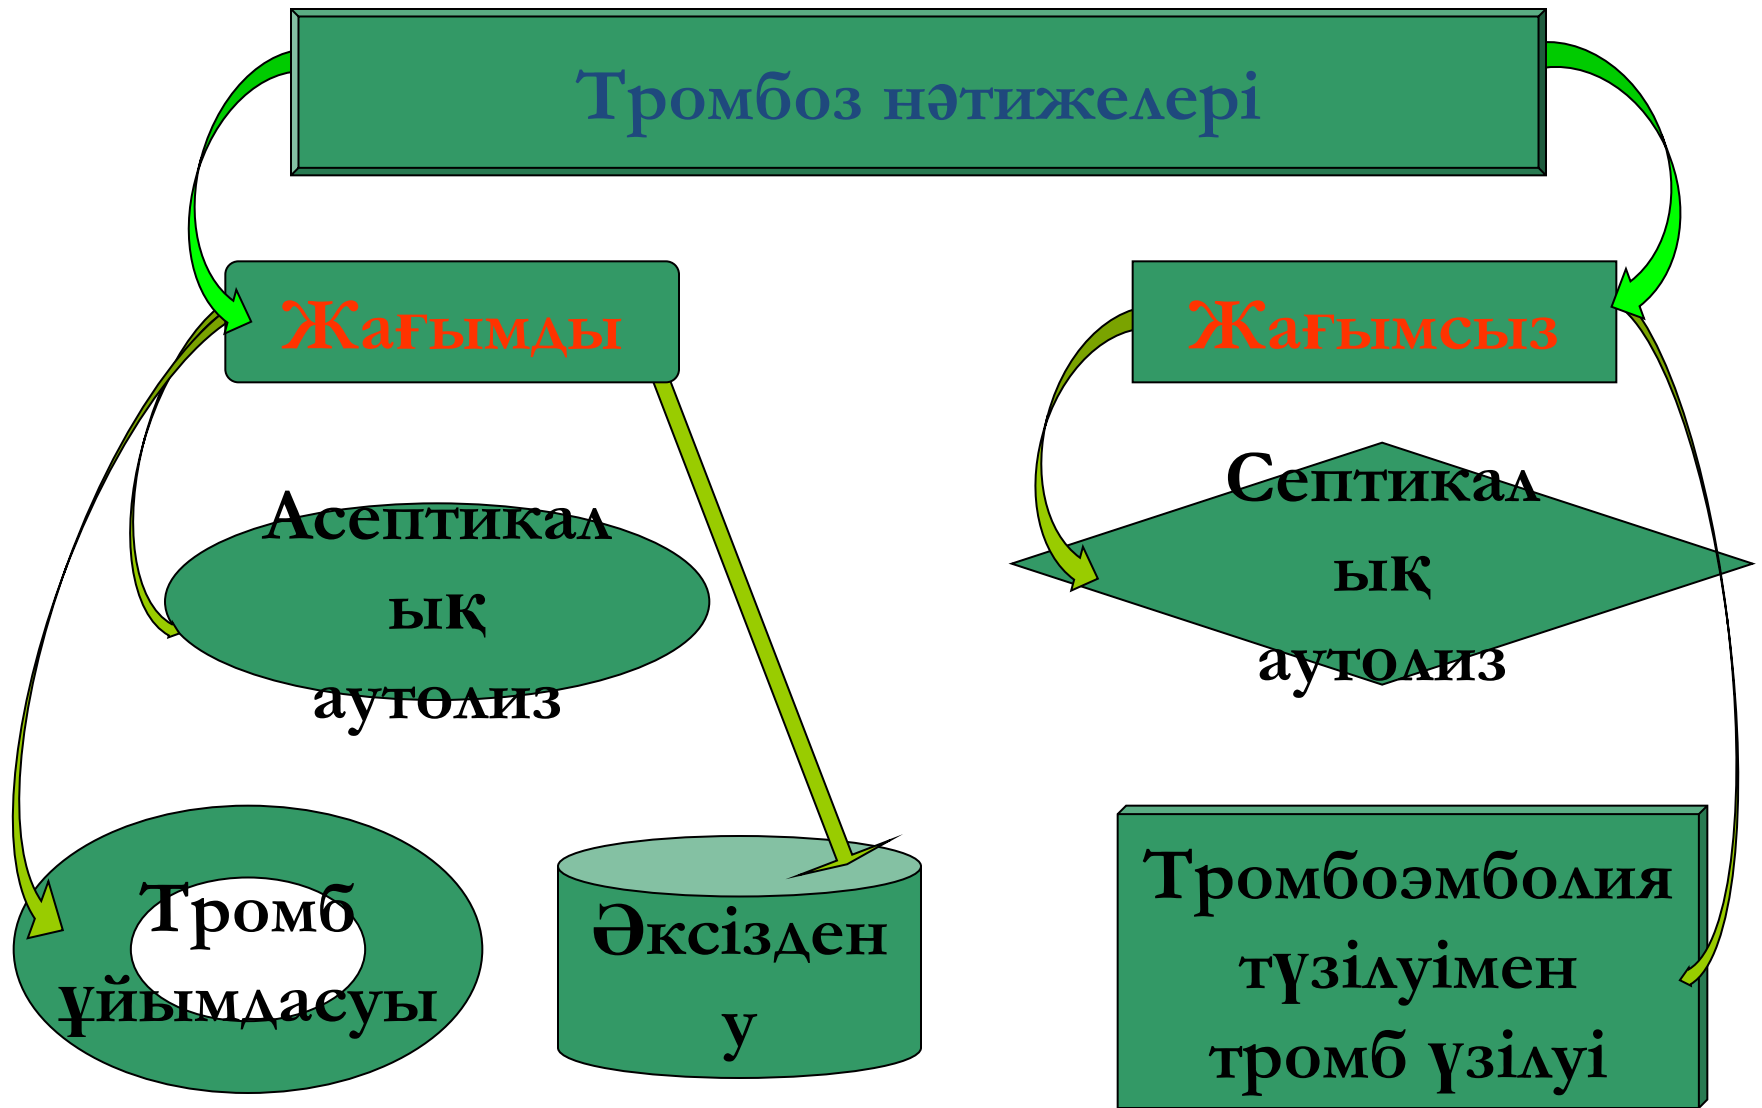 Тромбоз нәтижелері
Жағымды
Жағымсыз
Асептикал
ық
аутолиз
Септикал
ық
аутолиз
Тромб
ұйымдасуы
Әксізден
у
Тромбоэмболия
түзілуімен
тромб үзілуі